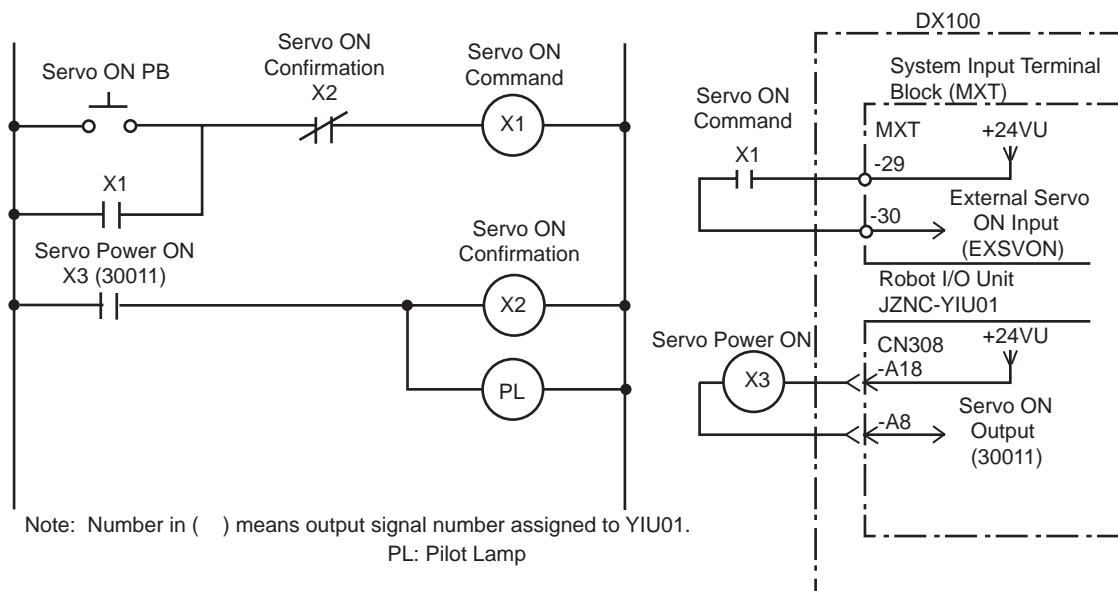 Servo ON PB
Servo ON
Confirmation
X2
Servo ON
Command
X1
X1
Servo Power ON
X3 (30011)
Servo ON
Confirmation
X2
PL
Note: Number in ( ) means output signal number assigned to YIU01.
PL: Pilot Lamp
DX100
System Input Terminal
Block (MXT)
Servo ON
Command
X1
MXT
+24VU
-29
-30
External Servo
ON Input
(EXSVON)
Robot I/O Unit
JZNC-YIU01
Servo Power ON
X3
CN308
+24VU
-A18
-A8
Servo ON
Output
(30011)